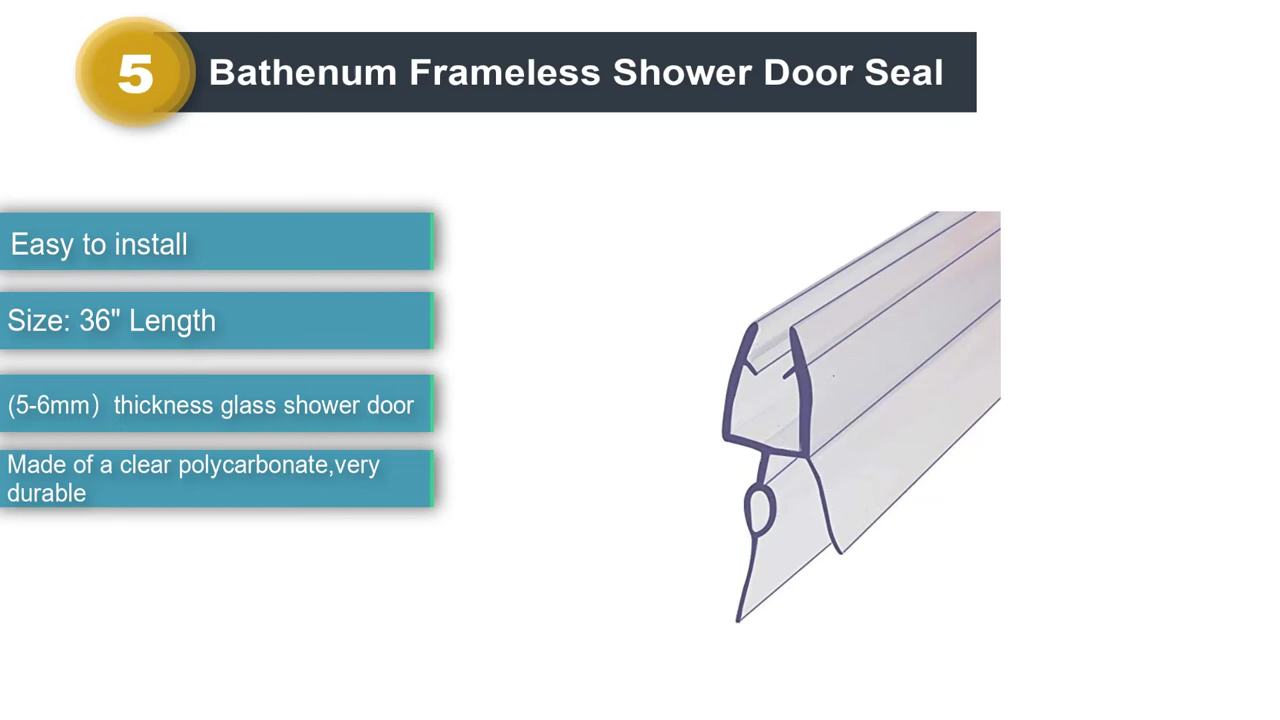 5
Bathenum Frameless Shower Door Seal
Easy to install
Size: 36" Length
(5-6mm） thickness glass shower door
Made of a clear polycarbonate,very
durable